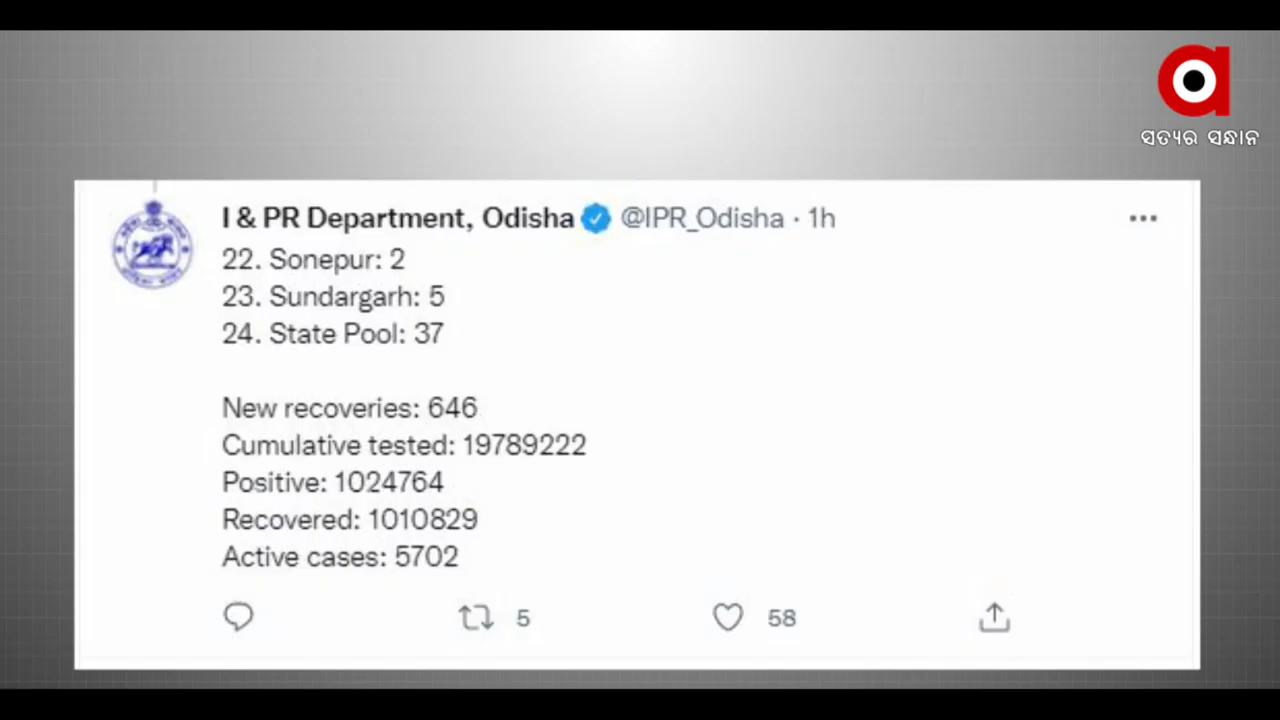 ସତ୍ୟର ସନ୍ଧାନ
I & PR Department, Odisha @IPR_Odisha · 1h
22. Sonepur: 2
23. Sundargarh: 5
24. State Pool: 37
New recoveries: 646
Cumulative tested: 19789222
Positive: 1024764
Recovered: 1010829
Active cases: 5702
5 58